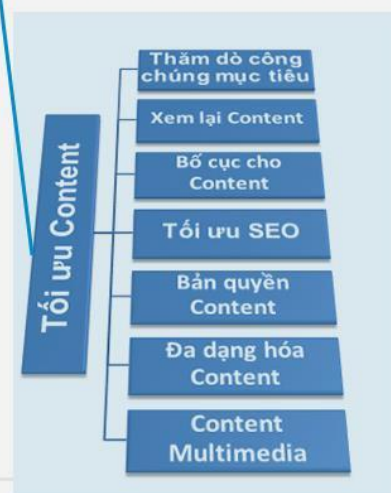 Tối ưu Content
Thăm dò công
chúng mục tiêu
Xem lại Content
Bố cục cho
Content
Tối ưu SEO
Bản quyền
Content
Đa dạng hóa
Content
Content
Multimedia